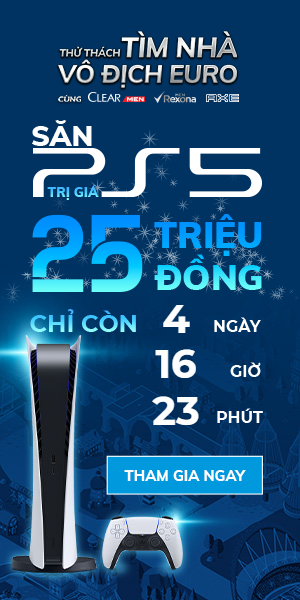 THỬ THÁCH TÌM NHÀ
VÔ ĐỊCH EURO
CÙNG CLEAR MEN Rexona AXE
SĂN
PS5
TRỊ GIÁ
25 TRIỆU
ĐỒNG
CHỈ CÒN 4 NGÀY
16 GIỜ
23 PHÚT
THAM GIA NGAY